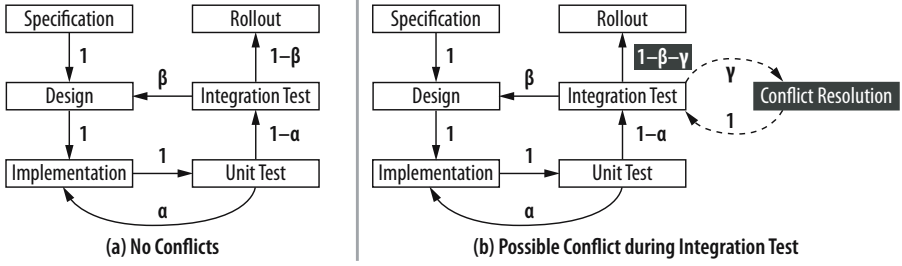 Specification
Rollout
1
1–β
β
Design
Integration Test
1
1–α
Implementation
1
Unit Test
α
(a) No Conflicts
Specification
Rollout
1
1–β–γ
γ
β
Design
Integration Test
Conflict Resolution
1
1
1–α
Implementation
1
Unit Test
α
(b) Possible Conflict during Integration Test